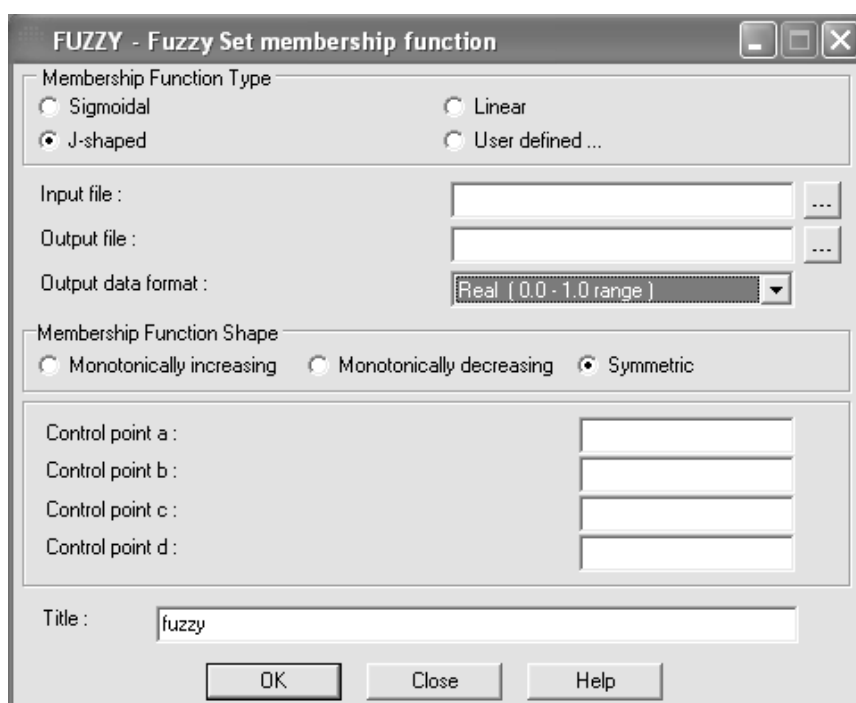 FUZZY - Fuzzy Set membership function
Membership Function Type
Sigmoidal
Linear
J-shaped
User defined ...
Input file :
...
Output file :
...
Output data format :
Real ( 0.0 - 1.0 range )
Membership Function Shape
Monotonically increasing
Monotonically decreasing
Symmetric
Control point a :
Control point b :
Control point c :
Control point d :
Title :
fuzzy
OK
Close
Help